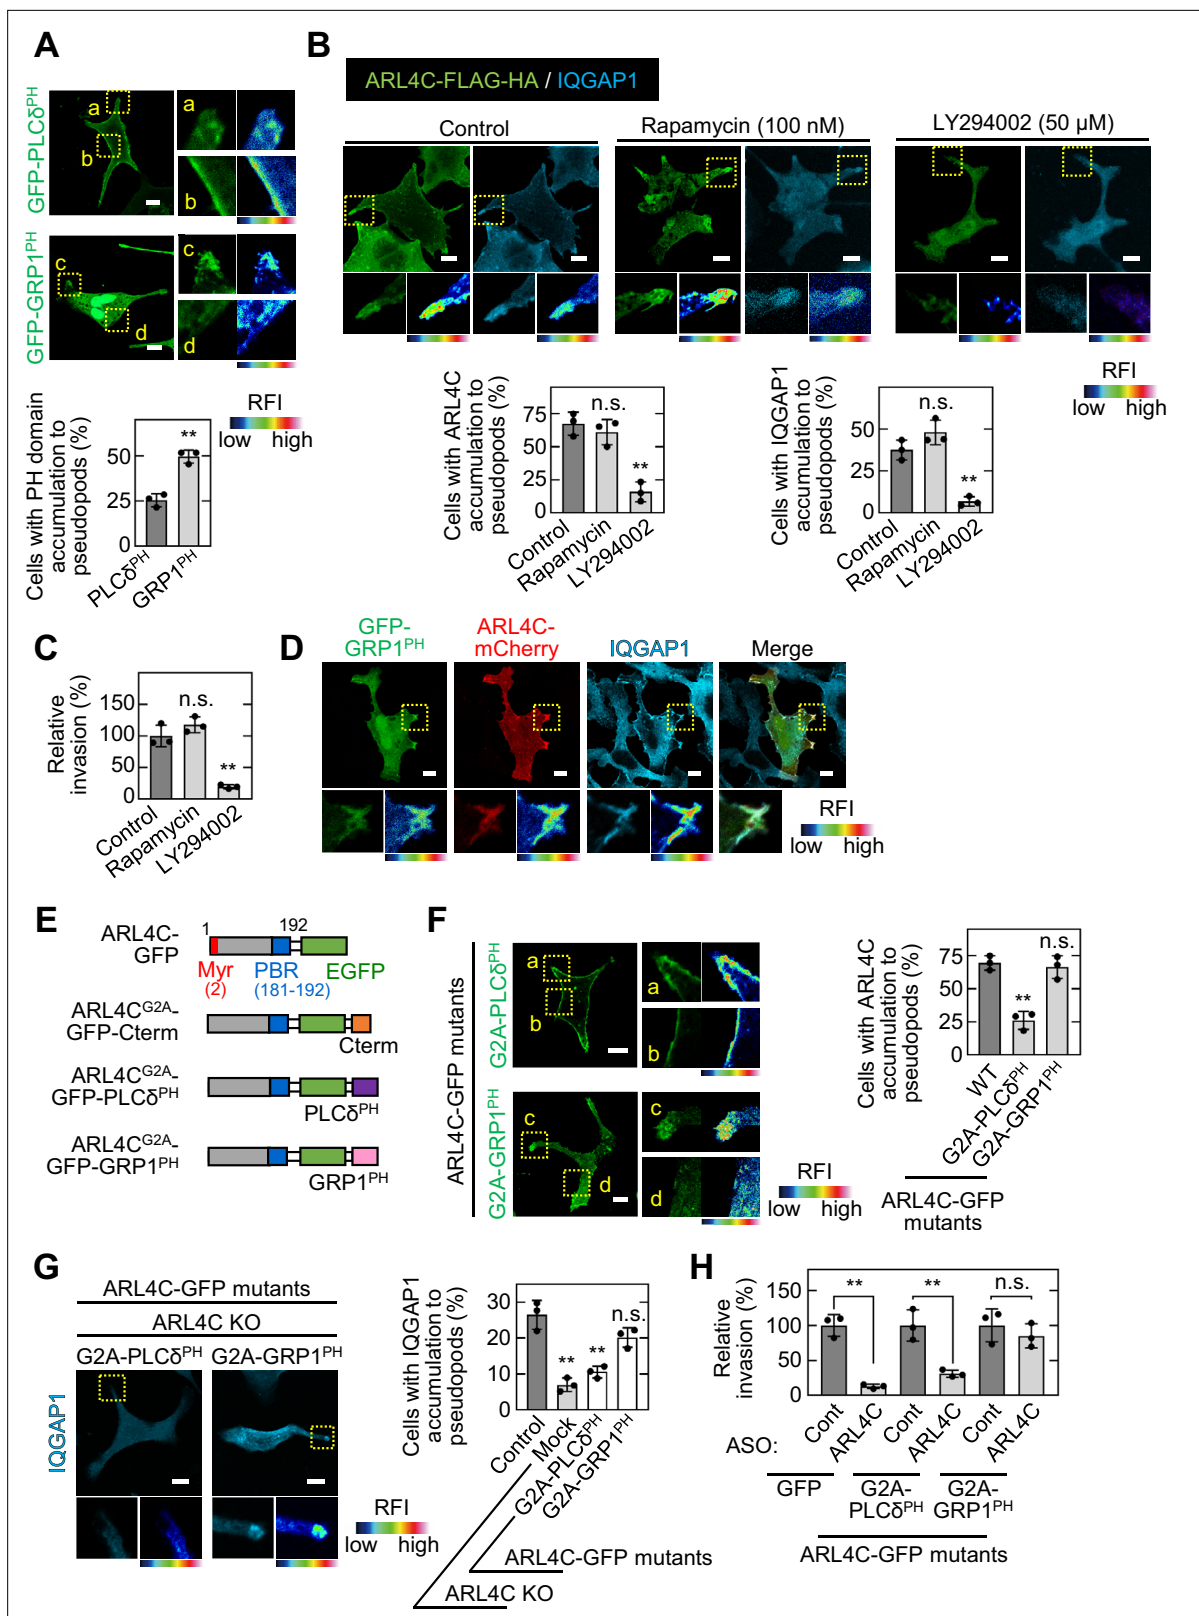 A
GFP-PLCδPH
a
b
a
b
GFP-GRP1PH
c
d
c
d
RFI
low high
Cells with PH domain
accumulation to
pseudopods (%)
50
25
0
**
PLCδPH
GRP1PH
B
ARL4C-FLAG-HA / IQGAP1
Control
Rapamycin (100 nM)
LY294002 (50 μM)
Cells with ARL4C
accumulation to
pseudopods (%)
75
50
25
0
n.s.
**
Control
Rapamycin
LY294002
Cells with IQGAP1
accumulation to
pseudopods (%)
50
25
0
n.s.
**
Control
Rapamycin
LY294002
RFI
low high
C
Relative
invasion (%)
150
100
50
0
n.s.
**
Control
Rapamycin
LY294002
D
GFP-
GRP1PH
ARL4C-
mCherry
IQGAP1
Merge
RFI
low high
E
1
192
ARL4C-
GFP
Myr
(2)
PBR
(181-192)
EGFP
ARL4CG2A-
GFP-Cterm
Cterm
ARL4CG2A-
GFP-PLCδPH
PLCδPH
ARL4CG2A-
GFP-GRP1PH
GRP1PH
F
ARL4C-GFP mutants
G2A-PLCδPH
a
b
a
b
G2A-GRP1PH
c
d
c
d
RFI
low high
Cells with ARL4C
accumulation to
pseudopods (%)
75
50
25
0
**
n.s.
WT
G2A-PLCδPH
G2A-GRP1PH
ARL4C-GFP
mutants
G
ARL4C-GFP mutants
ARL4C KO
G2A-PLCδPH
G2A-GRP1PH
IQGAP1
RFI
low high
Cells with IQGAP1
accumulation to
pseudopods (%)
30
20
10
0
**
**
n.s.
Control
Mock
G2A-PLCδPH
G2A-GRP1PH
ARL4C-GFP mutants
ARL4C KO
H
Relative
invasion (%)
100
50
0
**
**
n.s.
ASO:
Cont
ARL4C
Cont
ARL4C
Cont
ARL4C
GFP
G2A-
PLCδPH
G2A-
GRP1PH
ARL4C-GFP mutants